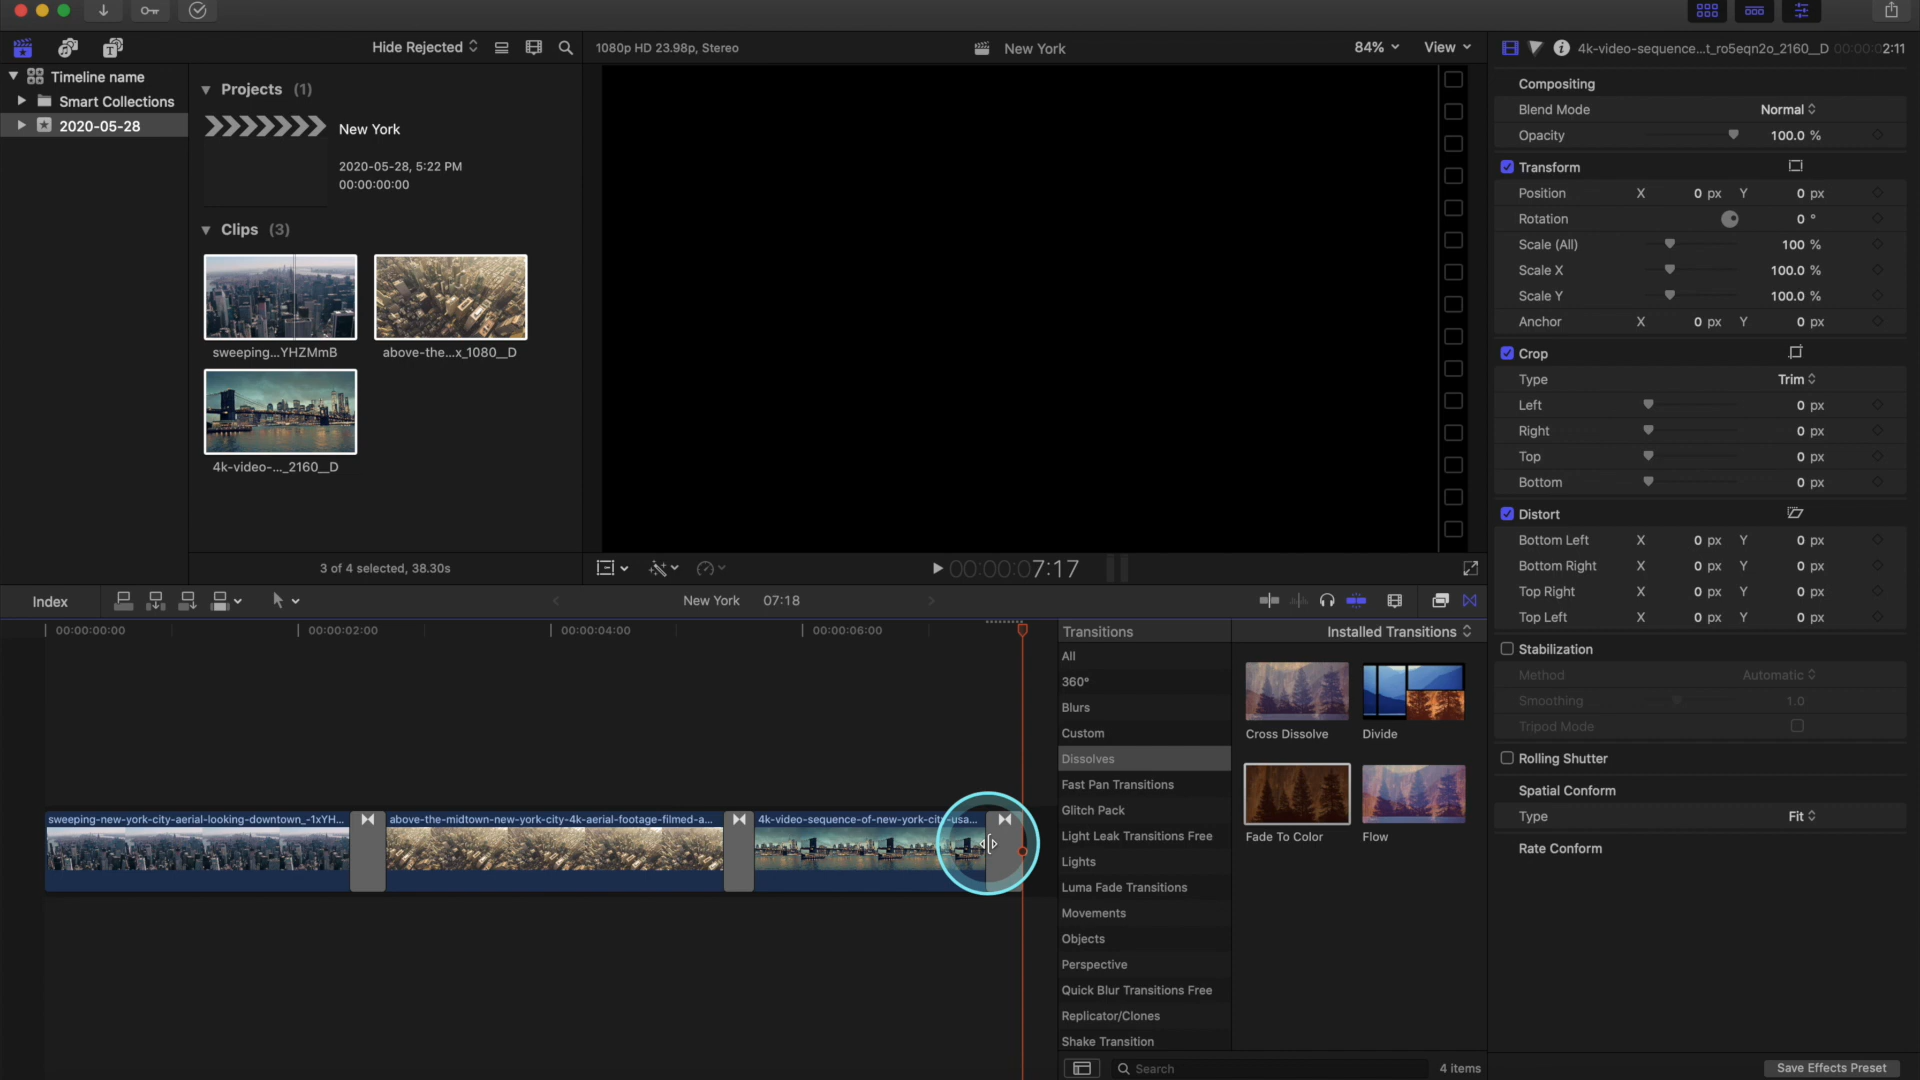 Hide Rejected
1080p HD 23.98p, Stereo
New York
84%
View
4k-video-sequence...t_ro5eqn2o_2160__D
00:00:02:11
Timeline name
Smart Collections
2020-05-28
Projects (1)
New York
2020-05-28, 5:22 PM
00:00:00:00
Clips (3)
sweeping...YHZMmB
above-the...x_1080__D
4k-video-..._2160__D
3 of 4 selected, 38.30s
00:00:07:17
Compositing
Blend Mode
Normal
Opacity
100.0 %
Transform
Position X 0 px Y 0 px
Rotation 0 °
Scale (All) 100 %
Scale X 100.0 %
Scale Y 100.0 %
Anchor X 0 px Y 0 px
Crop
Type Trim
Left 0 px
Right 0 px
Top 0 px
Bottom 0 px
Distort
Bottom Left X 0 px Y 0 px
Bottom Right X 0 px Y 0 px
Top Right X 0 px Y 0 px
Top Left X 0 px Y 0 px
Stabilization
Method Automatic
Smoothing 1.0
Tripod Mode
Rolling Shutter
Spatial Conform
Type Fit
Rate Conform
Save Effects Preset
Index
New York 07:18
00:00:00:00
00:00:02:00
00:00:04:00
00:00:06:00
sweeping-new-york-city-aerial-looking-downtown_-1xYH...
above-the-midtown-new-york-city-4k-aerial-footage-filmed-a...
4k-video-sequence-of-new-york-city-usa...
Transitions
Installed Transitions
All
360°
Blurs
Custom
Dissolves
Fast Pan Transitions
Glitch Pack
Light Leak Transitions Free
Lights
Luma Fade Transitions
Movements
Objects
Perspective
Quick Blur Transitions Free
Replicator/Clones
Shake Transition
Cross Dissolve
Divide
Fade To Color
Flow
Search
4 items